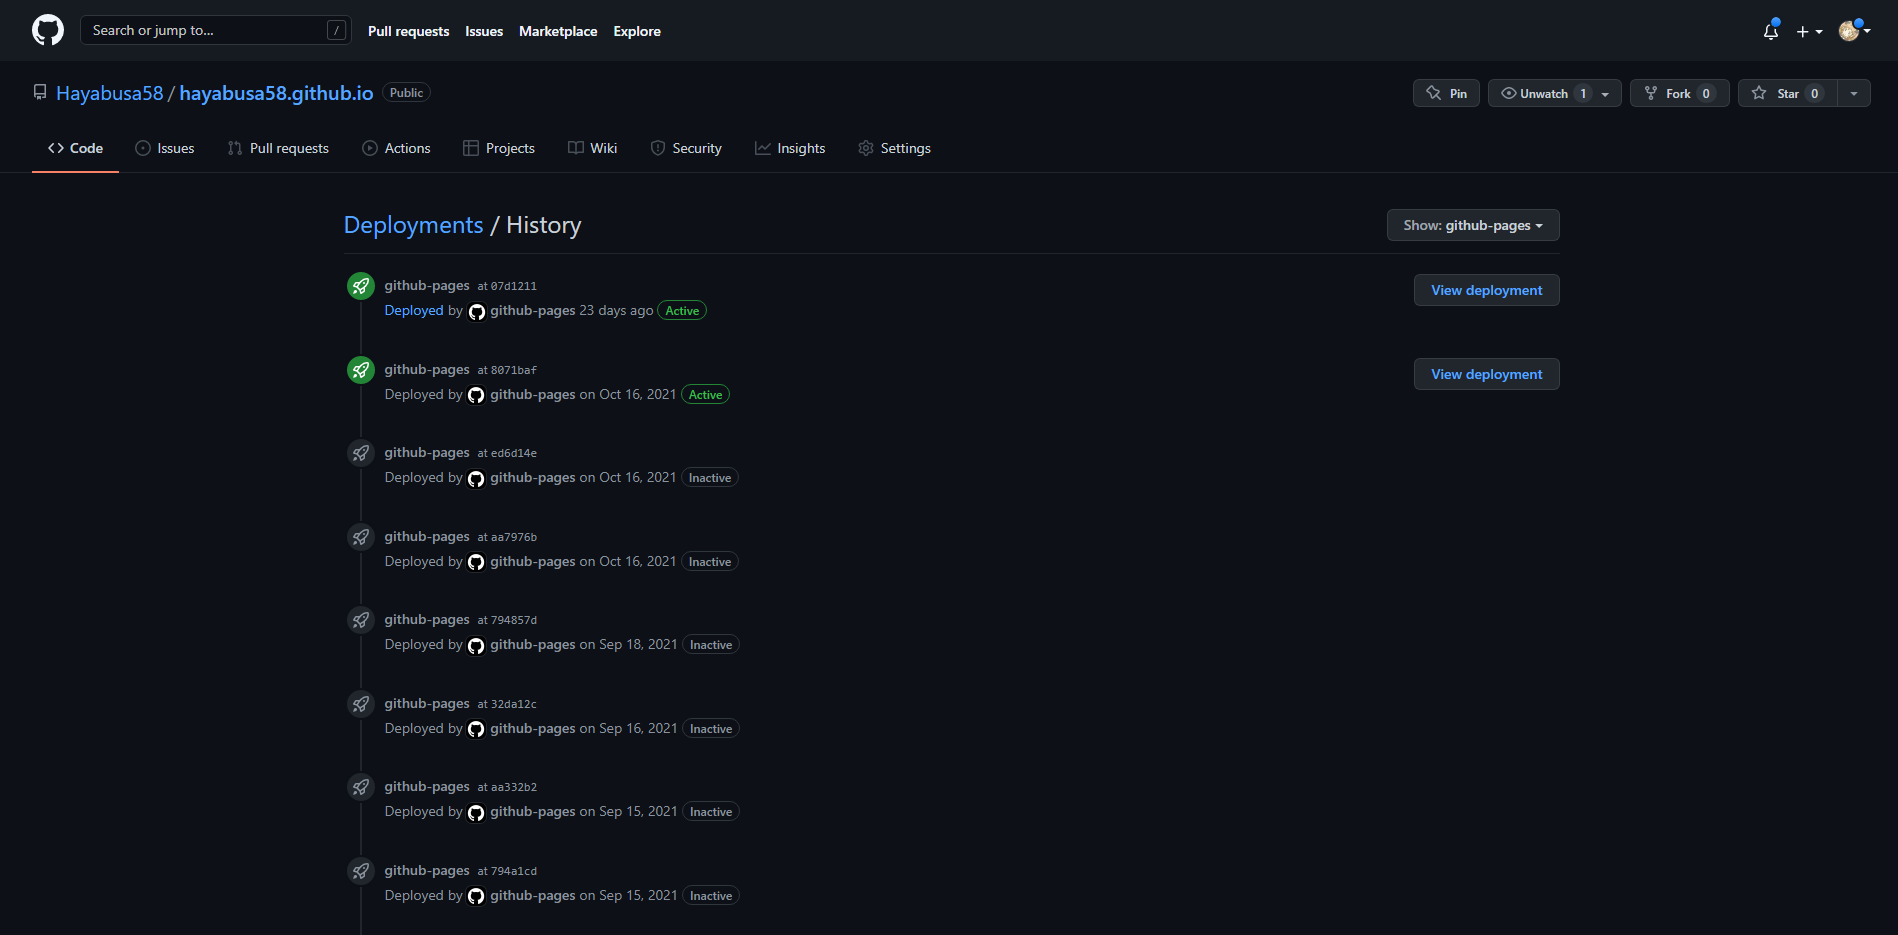 Search or jump to... /
Pull requests Issues Marketplace Explore
Hayabusa58 / hayabusa58.github.io Public
Pin Unwatch 1 Fork 0 Star 0
Code Issues Pull requests Actions Projects Wiki Security Insights Settings
Deployments / History
Show: github-pages
github-pages at 07d1211
Deployed by github-pages 23 days ago Active
View deployment
github-pages at 8071baf
Deployed by github-pages on Oct 16, 2021 Active
View deployment
github-pages at ed6d14e
Deployed by github-pages on Oct 16, 2021 Inactive
github-pages at aa7976b
Deployed by github-pages on Oct 16, 2021 Inactive
github-pages at 794857d
Deployed by github-pages on Sep 18, 2021 Inactive
github-pages at 32da12c
Deployed by github-pages on Sep 16, 2021 Inactive
github-pages at aa332b2
Deployed by github-pages on Sep 15, 2021 Inactive
github-pages at 794a1cd
Deployed by github-pages on Sep 15, 2021 Inactive